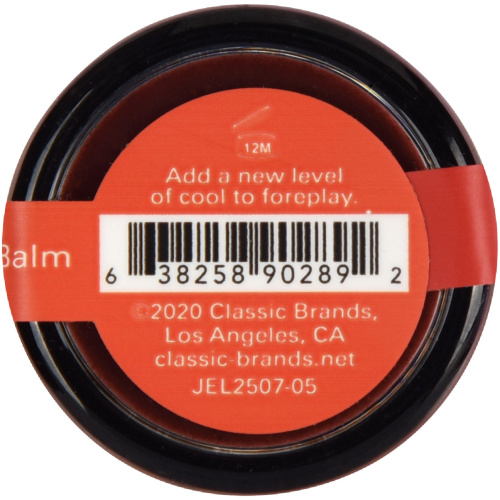 12M
Add a new level
of cool to foreplay.
Balm
6 38258 90289 2
©2020 Classic Brands,
Los Angeles, CA
classic-brands.net
JEL2507-05